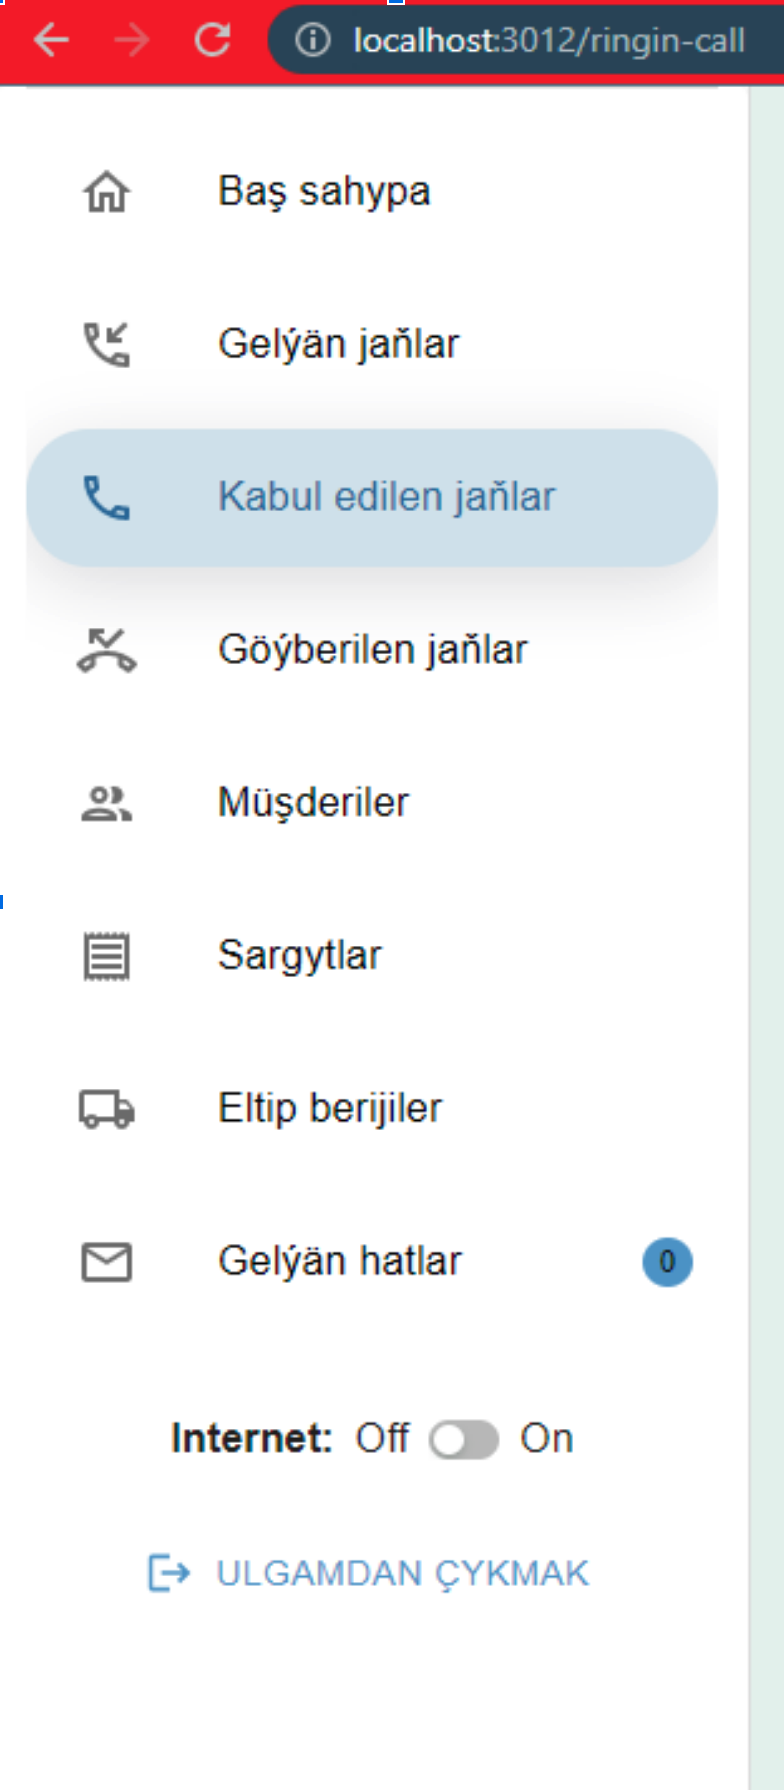 localhost:3012/ringin-call
Baş sahypa
Gelýän jaňlar
Kabul edilen jaňlar
Göýberilen jaňlar
Müşderiler
Sargytlar
Eltip berijiler
Gelýän hatlar 0
Internet: Off On
ULGAMDAN ÇYKMAK